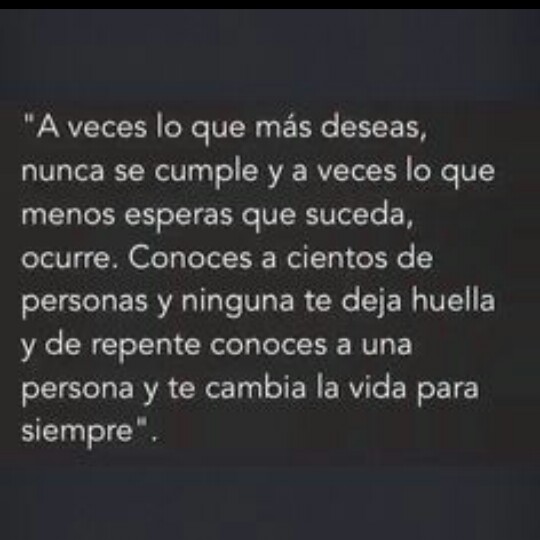 "A veces lo que más deseas,
nunca se cumple y a veces lo que
menos esperas que suceda,
ocurre. Conoces a cientos de
personas y ninguna te deja huella
y de repente conoces a una
persona y te cambia la vida para
siempre".